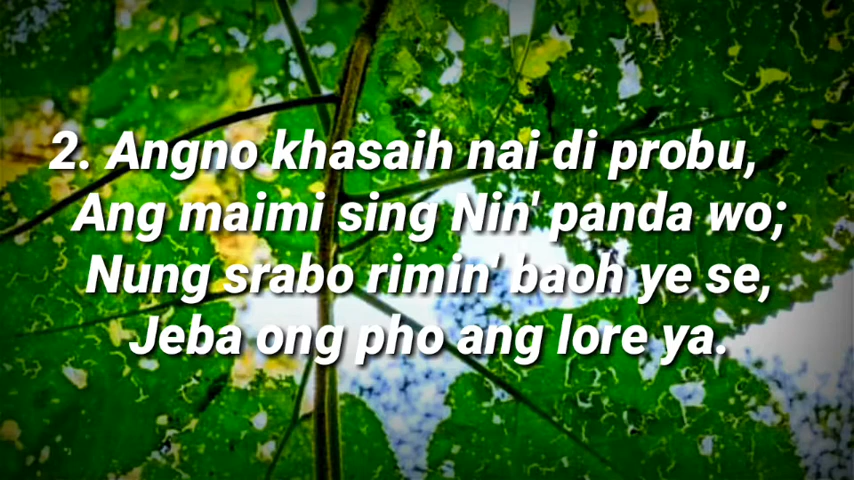 2. Angno khasaih nai di probu,
Ang maimi sing Nin' panda wo;
Nung srabo rimin' baoh ye se,
Jeba ong pho ang lore ya.